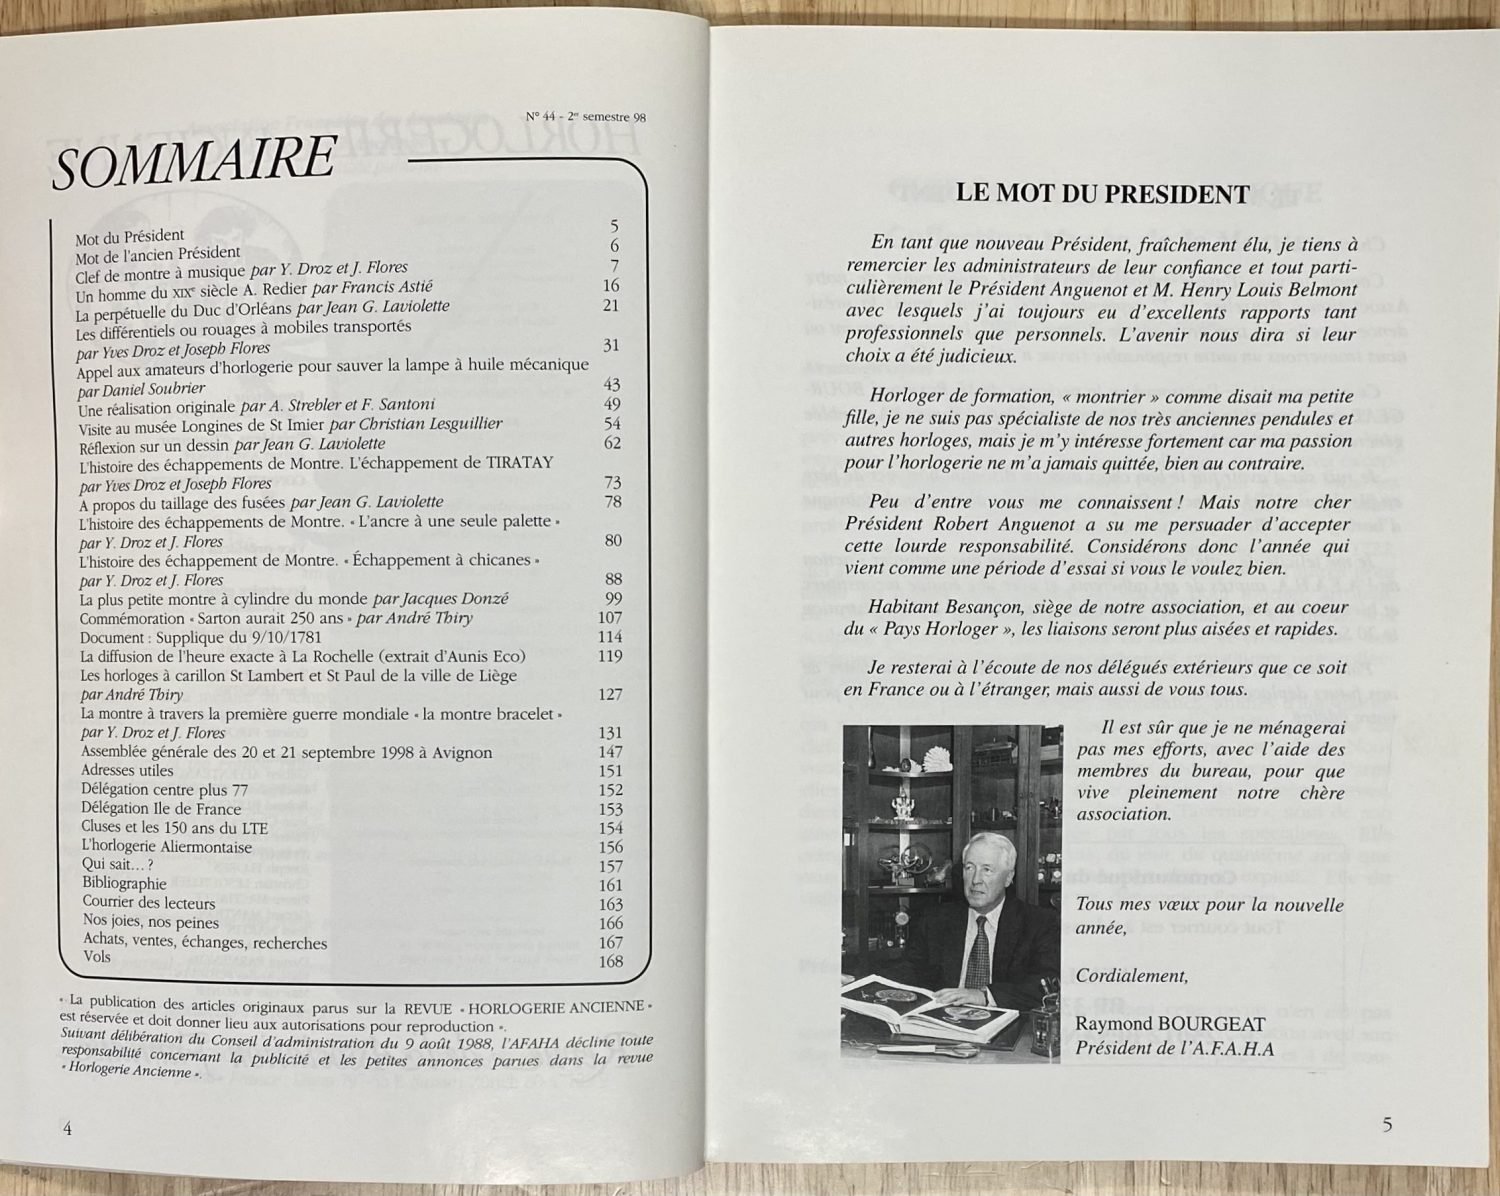 N° 44 - 2e semestre 98
SOMMAIRE
Mot du Président 5
Mot de l'ancien Président 6
Clef de montre à musique par Y. Droz et J. Flores 7
Un homme du XIXe siècle A. Redier par Francis Astié 16
La perpétuelle du Duc d'Orléans par Jean G. Laviolette 21
Les différentiels ou rouages à mobiles transportés
par Yves Droz et Joseph Flores 31
Appel aux amateurs d'horlogerie pour sauver la lampe à huile mécanique
par Daniel Soubrier 43
Une réalisation originale par A. Strebler et F. Santoni 49
Visite au musée Longines de St Imier par Christian Lesguillier 54
Réflexion sur un dessin par Jean G. Laviolette 62
L'histoire des échappements de Montre. L'échappement de TIRATAY
par Yves Droz et Joseph Flores 73
A propos du taillage des fusées par Jean G. Laviolette 78
L'histoire des échappements de Montre. « L'ancre à une seule palette »
par Y. Droz et J. Flores 80
L'histoire des échappement de Montre. « Échappement à chicanes »
par Y. Droz et J. Flores 88
La plus petite montre à cylindre du monde par Jacques Donzé 99
Commémoration « Sarton aurait 250 ans » par André Thiry 107
Document : Supplique du 9/10/1781 114
La diffusion de l'heure exacte à La Rochelle (extrait d'Aunis Eco) 119
Les horloges à carillon St Lambert et St Paul de la ville de Liège
par André Thiry 127
La montre à travers la première guerre mondiale « la montre bracelet »
par Y. Droz et J. Flores 131
Assemblée générale des 20 et 21 septembre 1998 à Avignon 147
Adresses utiles 151
Délégation centre plus 77 152
Délégation Ile de France 153
Cluses et les 150 ans du LTE 154
L'horlogerie Aliermontaise 156
Qui sait... ? 157
Bibliographie 161
Courrier des lecteurs 163
Nos joies, nos peines 166
Achats, ventes, échanges, recherches 167
Vols 168
« La publication des articles originaux parus sur la REVUE « HORLOGERIE ANCIENNE »
est réservée et doit donner lieu aux autorisations pour reproduction ».
Suivant délibération du Conseil d'administration du 9 août 1988, l'AFAHA décline toute
responsabilité concernant la publicité et les petites annonces parues dans la revue
« Horlogerie Ancienne ».
4
LE MOT DU PRESIDENT
En tant que nouveau Président, fraîchement élu, je tiens à
remercier les administrateurs de leur confiance et tout parti-
culièrement le Président Anguenot et M. Henry Louis Belmont
avec lesquels j'ai toujours eu d'excellents rapports tant
professionnels que personnels. L'avenir nous dira si leur
choix a été judicieux.
Horloger de formation, « montrier » comme disait ma petite
fille, je ne suis pas spécialiste de nos très anciennes pendules et
autres horloges, mais je m'y intéresse fortement car ma passion
pour l'horlogerie ne m'a jamais quittée, bien au contraire.
Peu d'entre vous me connaissent ! Mais notre cher
Président Robert Anguenot a su me persuader d'accepter
cette lourde responsabilité. Considérons donc l'année qui
vient comme une période d'essai si vous le voulez bien.
Habitant Besançon, siège de notre association, et au coeur
du « Pays Horloger », les liaisons seront plus aisées et rapides.
Je resterai à l'écoute de nos délégués extérieurs que ce soit
en France ou à l'étranger, mais aussi de vous tous.
Il est sûr que je ne ménagerai
pas mes efforts, avec l'aide des
membres du bureau, pour que
vive pleinement notre chère
association.
Tous mes vœux pour la nouvelle
année,
Cordialement,
Raymond BOURGEAT
Président de l'A.F.A.H.A
5